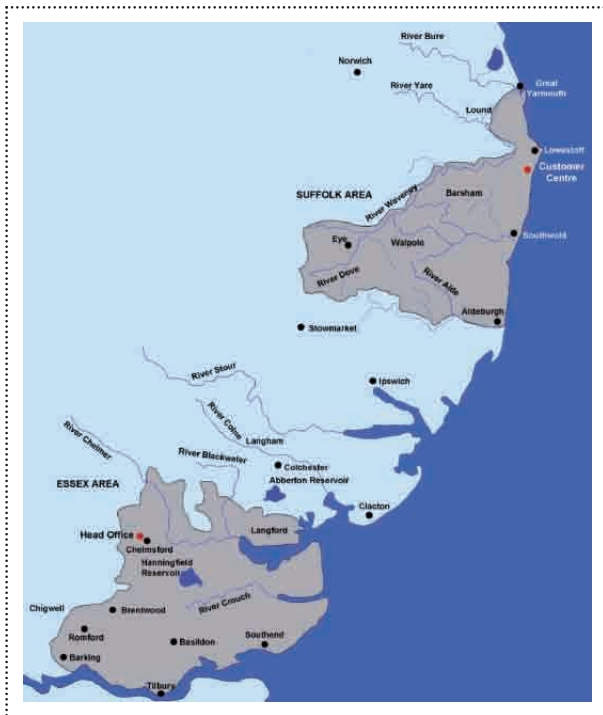 River Bure
Norwich
River Yare
Great
Yarmouth
Lound
Lowestoft
Customer
Centre
SUFFOLK AREA
River Waveney
Barsham
Eye
Walpole
Southwold
River Dove
River Alde
Aldeburgh
Stowmarket
River Stour
Ipswich
River Colne
River Chelmer
Langham
River Blackwater
Colchester
ESSEX AREA
Abberton Reservoir
Clacton
Langford
Head Office
Chelmsford
Hanningfield
Reservoir
Chigwell
Brentwood
River Crouch
Romford
Basildon
Southend
Barking
Tilbury